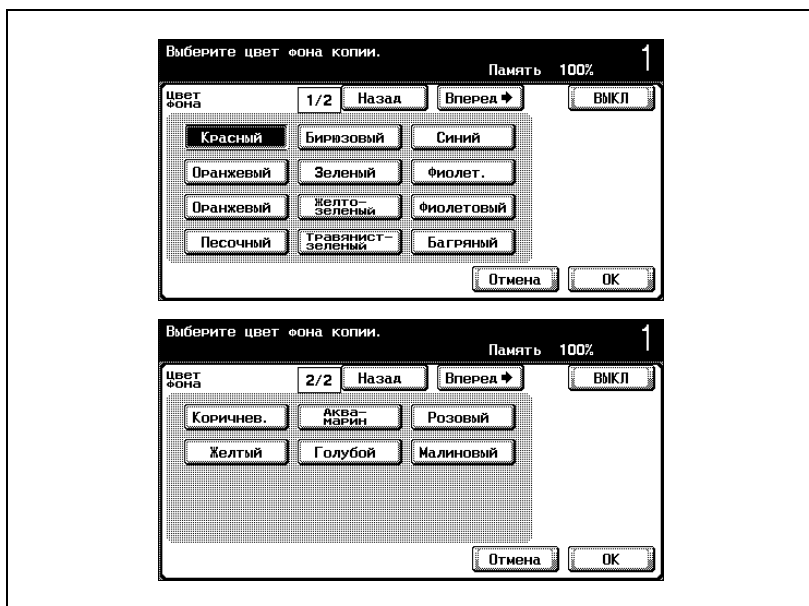 Выберите цвет фона копии.
Память 100% 1
Цвет
фона
1/2 Назад Вперед➔ ВЫКЛ
Красный Бирюзовый Синий
Оранжевый Зеленый Фиолет.
Оранжевый Желто-
зеленый Фиолетовый
Песочный Травянист-
зеленый Багряный
Отмена OK
Выберите цвет фона копии.
Память 100% 1
Цвет
фона
2/2 Назад Вперед➔ ВЫКЛ
Коричнев. Аква-
марин Розовый
Желтый Голубой Малиновый
Отмена OK